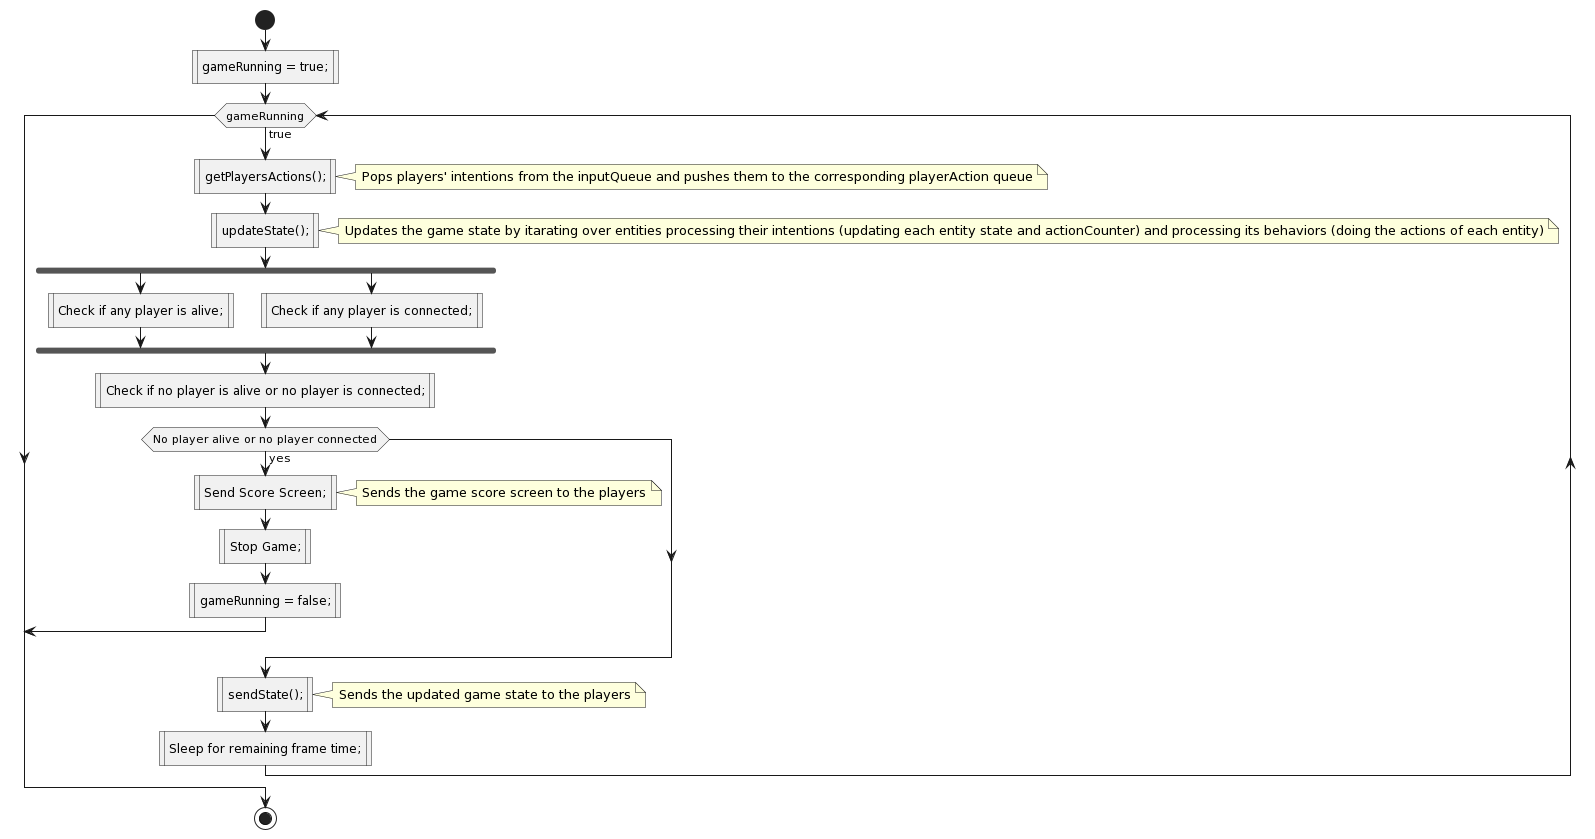 gameRunning = true;
gameRunning
true
getPlayersActions();
Pops players' intentions from the inputQueue and pushes them to the corresponding playerAction queue
updateState();
Updates the game state by itarating over entities processing their intentions (updating each entity state and actionCounter) and processing its behaviors (doing the actions of each entity)
Check if any player is alive;
Check if any player is connected;
Check if no player is alive or no player is connected;
No player alive or no player connected
yes
Send Score Screen;
Sends the game score screen to the players
Stop Game;
gameRunning = false;
sendState();
Sends the updated game state to the players
Sleep for remaining frame time;